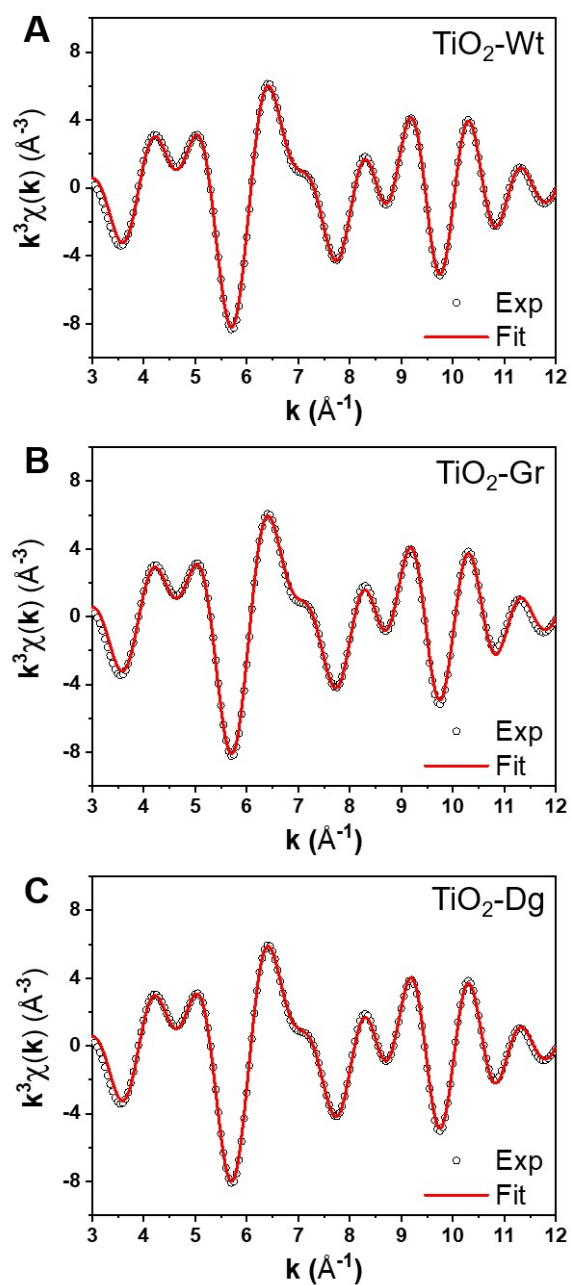 A
TiO₂-Wt
k³χ(k) (Å⁻³)
8
4
0
-4
-8
Exp
Fit
3 4 5 6 7 8 9 10 11 12
k (Å⁻¹)
B
TiO₂-Gr
k³χ(k) (Å⁻³)
8
4
0
-4
-8
Exp
Fit
3 4 5 6 7 8 9 10 11 12
k (Å⁻¹)
C
TiO₂-Dg
k³χ(k) (Å⁻³)
8
4
0
-4
-8
Exp
Fit
3 4 5 6 7 8 9 10 11 12
k (Å⁻¹)